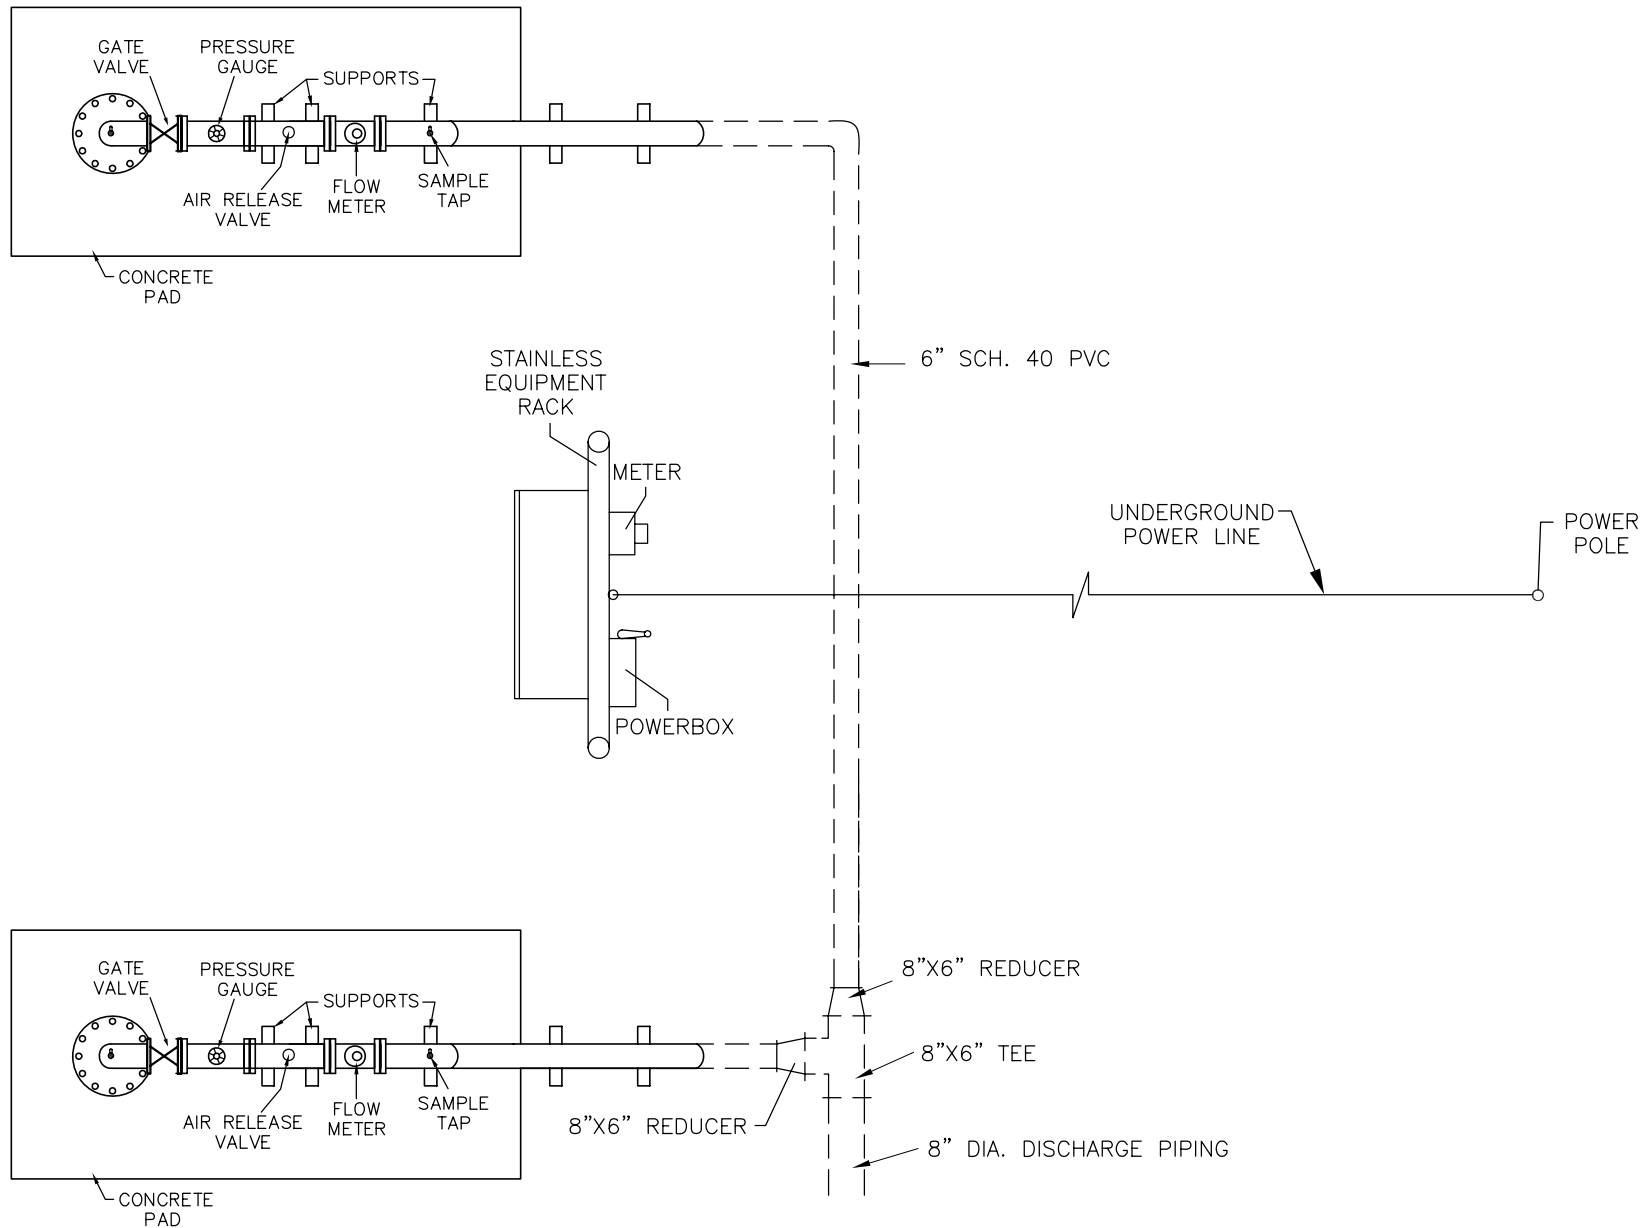 GATE
VALVE
PRESSURE
GAUGE
SUPPORTS
AIR RELEASE
VALVE
FLOW
METER
SAMPLE
TAP
CONCRETE
PAD
6" SCH. 40 PVC
STAINLESS
EQUIPMENT
RACK
METER
UNDERGROUND
POWER LINE
POWER
POLE
POWERBOX
GATE
VALVE
PRESSURE
GAUGE
SUPPORTS
8"X6" REDUCER
8"X6" TEE
AIR RELEASE
VALVE
FLOW
METER
SAMPLE
TAP
8"X6" REDUCER
8" DIA. DISCHARGE PIPING
CONCRETE
PAD